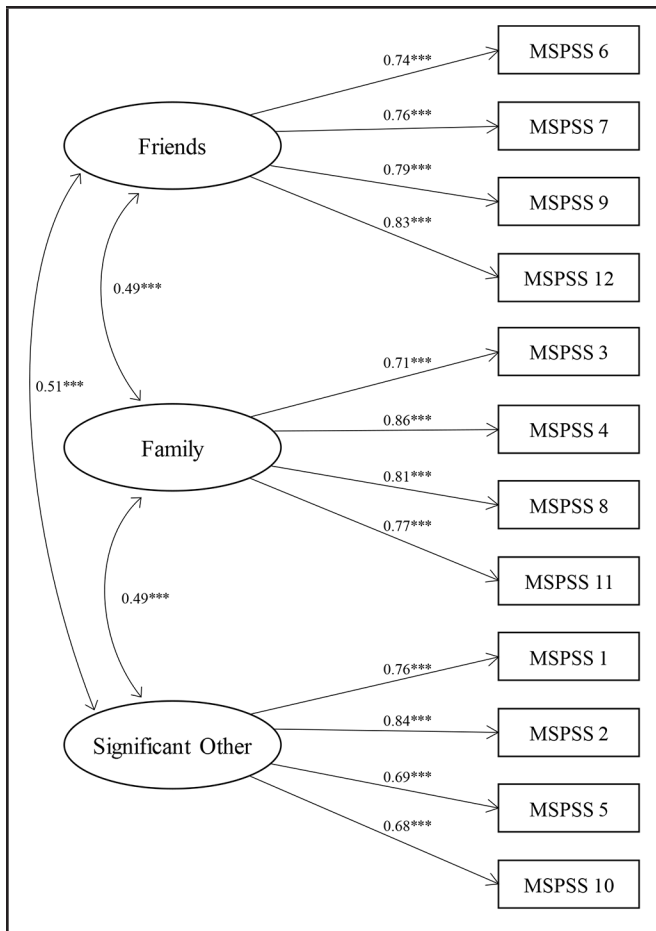 MSPSS 6
0.74***
MSPSS 7
0.76***
Friends
0.79***
MSPSS 9
0.83***
MSPSS 12
0.49***
0.51***
MSPSS 3
0.71***
0.86***
MSPSS 4
Family
0.81***
MSPSS 8
0.77***
MSPSS 11
0.49***
MSPSS 1
0.76***
0.84***
MSPSS 2
Significant Other
0.69***
MSPSS 5
0.68***
MSPSS 10